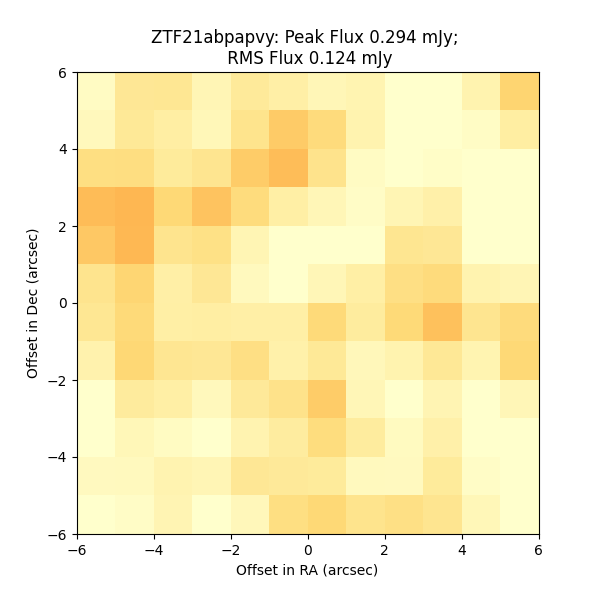 ZTF21abpapvy: Peak Flux 0.294 mJy;
RMS Flux 0.124 mJy
6
4
2
0
−2
−4
−6
Offset in Dec (arcsec)
−6 −4 −2 0 2 4 6
Offset in RA (arcsec)